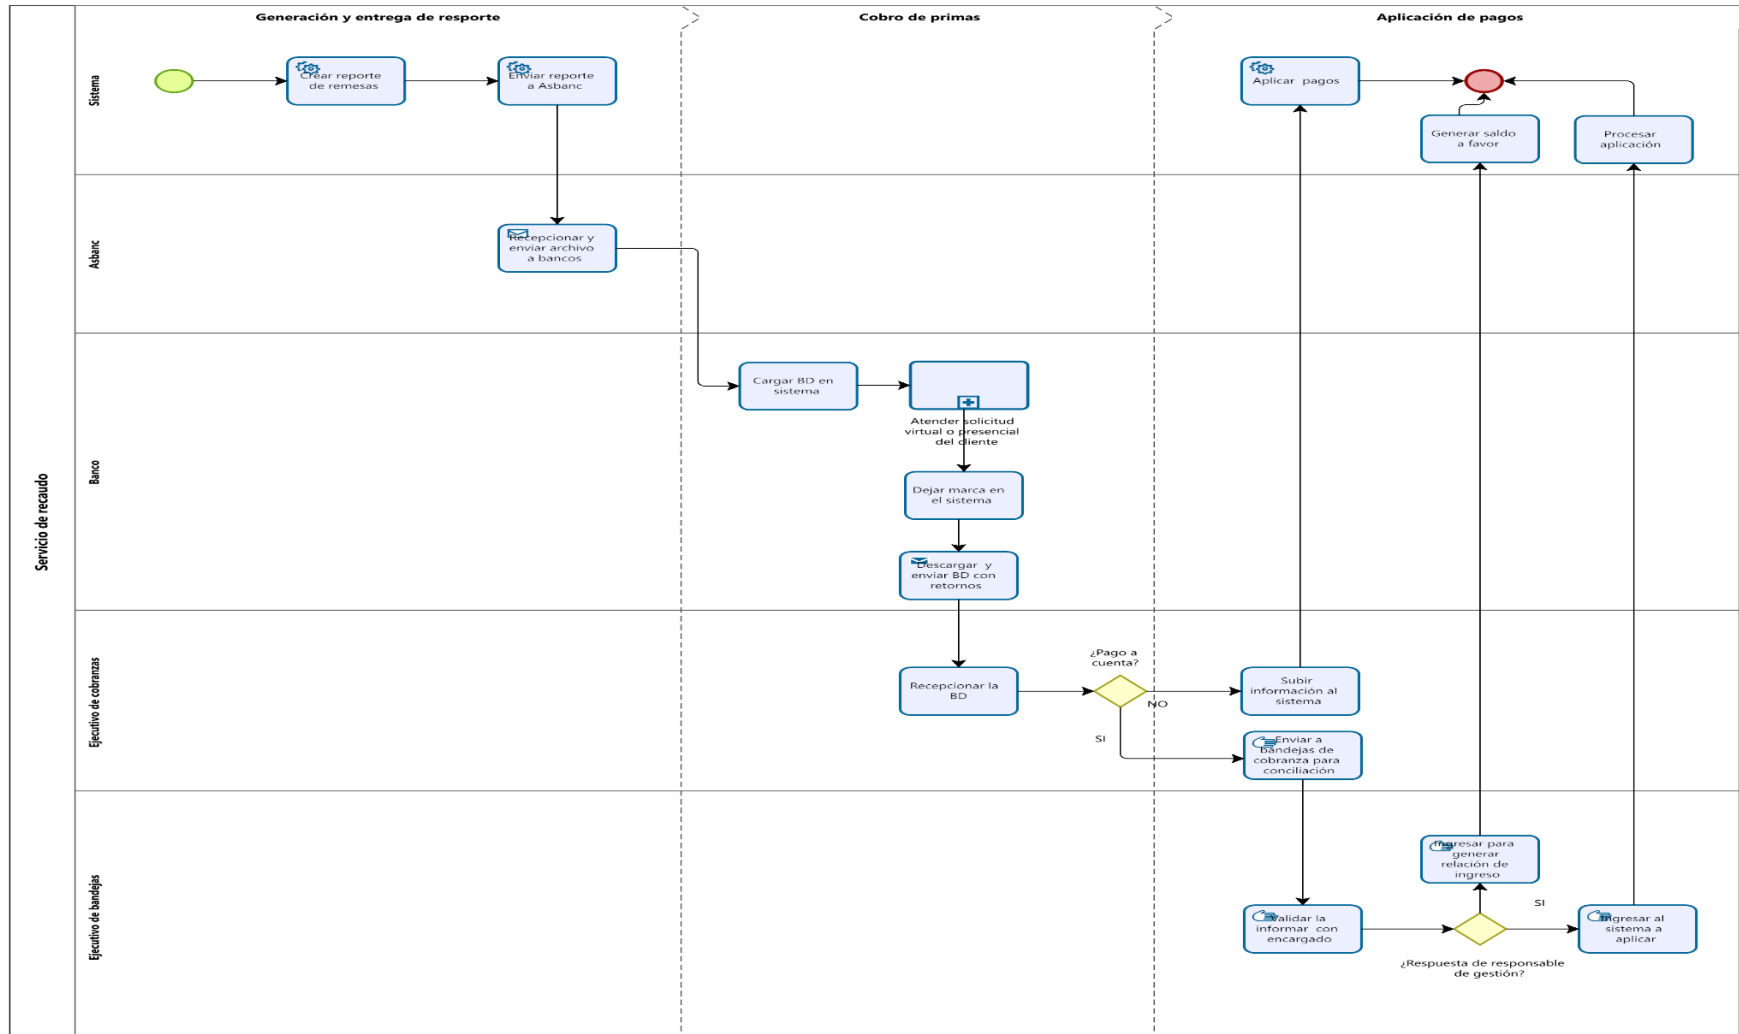 Generación y entrega de resporte
Cobro de primas
Aplicación de pagos
Servicio de recaudo
Sistema
Crear reporte
de remesas
Enviar reporte
a Asbanc
Aplicar pagos
Generar saldo
a favor
Procesar
aplicación
Asbanc
Recepcionar y
enviar archivo
a bancos
Banco
Cargar BD en
sistema
Atender solicitud
virtual o presencial
del cliente
Dejar marca en
el sistema
Descargar y
enviar BD con
retornos
Ejecutivo de cobranzas
Recepcionar la
BD
¿Pago a
cuenta?
NO
SI
Subir
información al
sistema
Enviar a
bandejas de
cobranza para
conciliación
Ejecutivo de bandejas
Validar la
informar con
encargado
Ingresar para
generar
relación de
ingreso
SI
¿Respuesta de responsable
de gestión?
Ingresar al
sistema a
aplicar